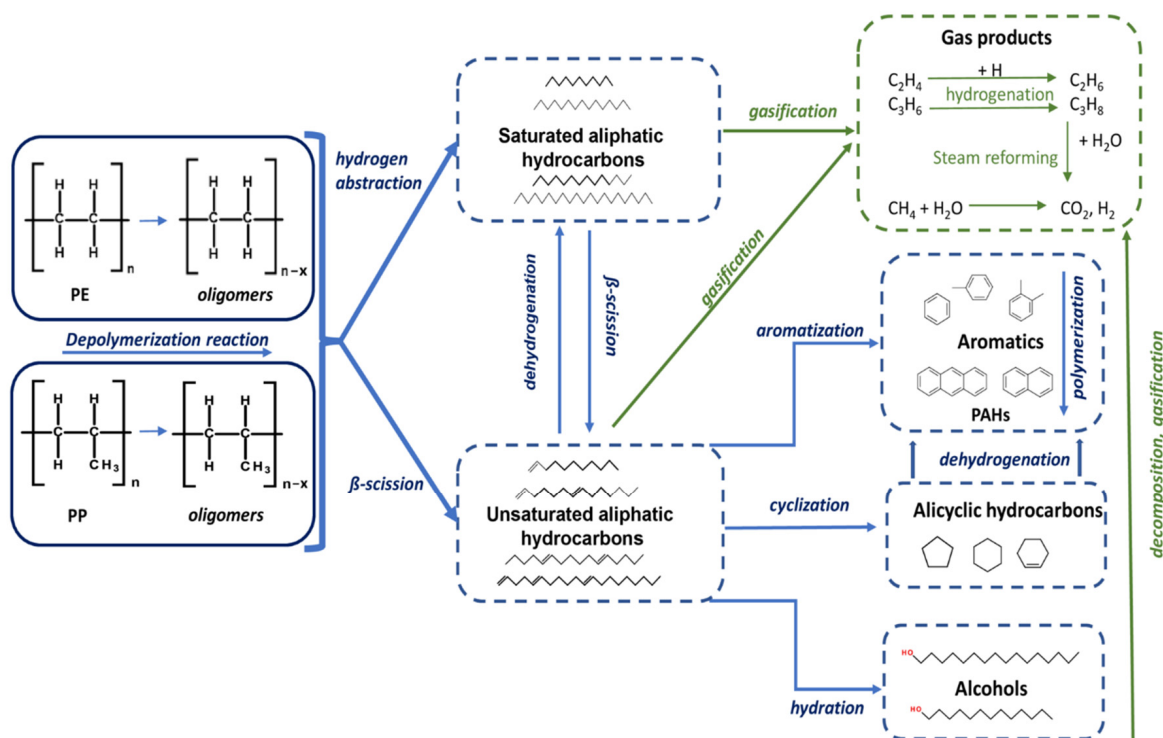 Gas products
C2H4 + H C2H6
hydrogenation
C3H6 C3H8
+ H2O
Steam reforming
CH4 + H2O CO2, H2
Saturated aliphatic
hydrocarbons
gasification
hydrogen
abstraction
H H
C C
H H
n
PE
H H
C C
H H
n-x
oligomers
Depolymerization reaction
H H
C C
H CH3
n
PP
H H
C C
H CH3
n-x
oligomers
dehydrogenation
ß-scission
gasification
ß-scission
Unsaturated aliphatic
hydrocarbons
aromatization
Aromatics
PAHs
polymerization
dehydrogenation
cyclization
Alicyclic hydrocarbons
hydration
HO
Alcohols
HO
decomposition, gasification